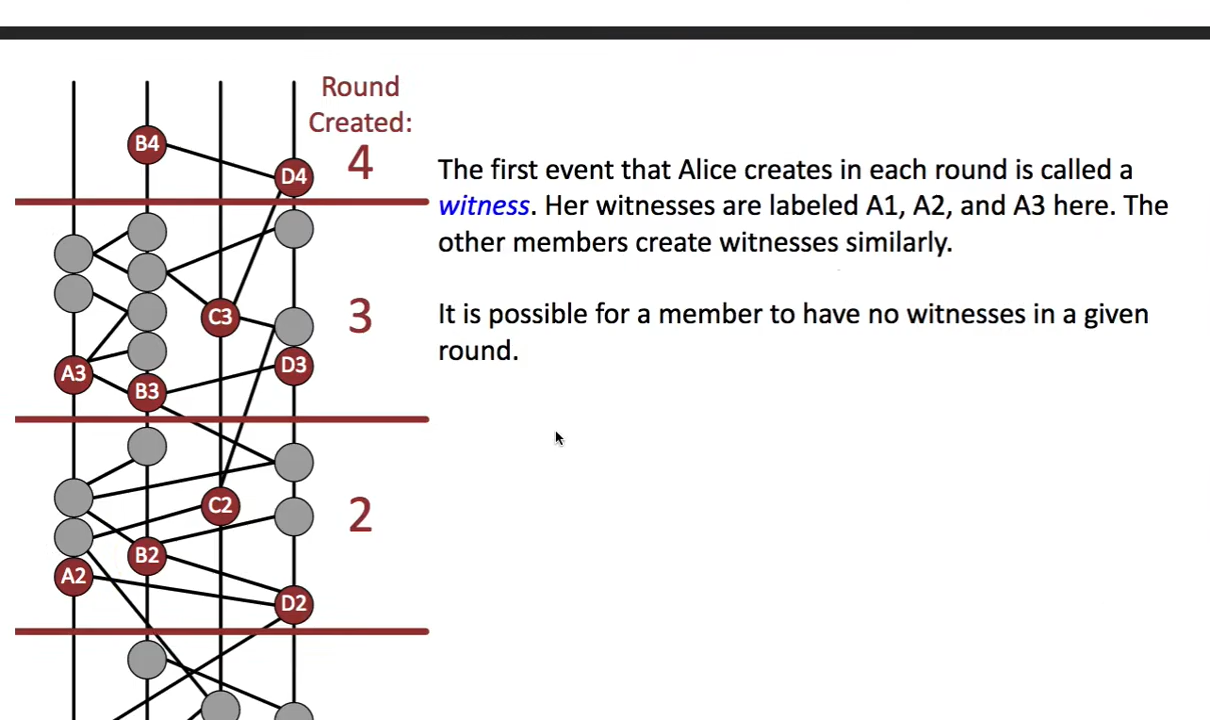 Round
Created:
B4
4
D4
The first event that Alice creates in each round is called a
witness. Her witnesses are labeled A1, A2, and A3 here. The
other members create witnesses similarly.
C3
3
It is possible for a member to have no witnesses in a given
round.
D3
A3
B3
C2
2
B2
A2
D2